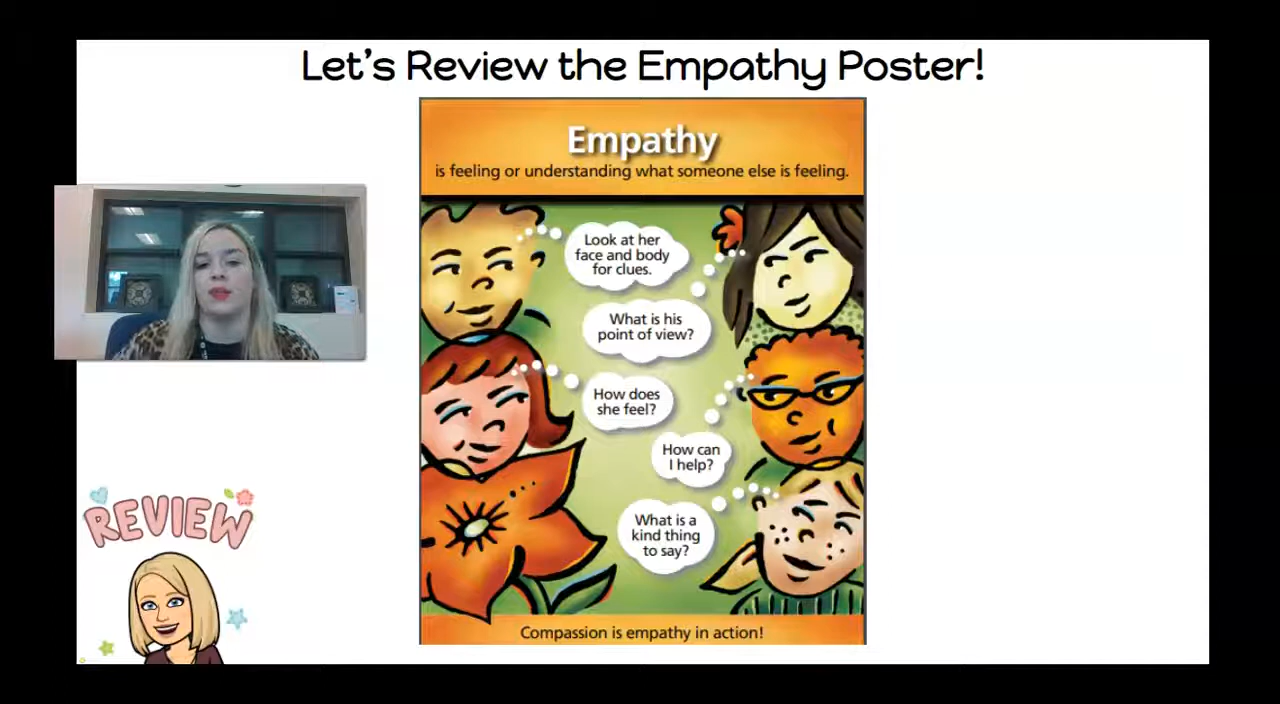 Let's Review the Empathy Poster!
Empathy
is feeling or understanding what someone else is feeling.
Look at her
face and body
for clues.
What is his
point of view?
How does
she feel?
How can
I help?
What is a
kind thing
to say?
Compassion is empathy in action!
REVIEW